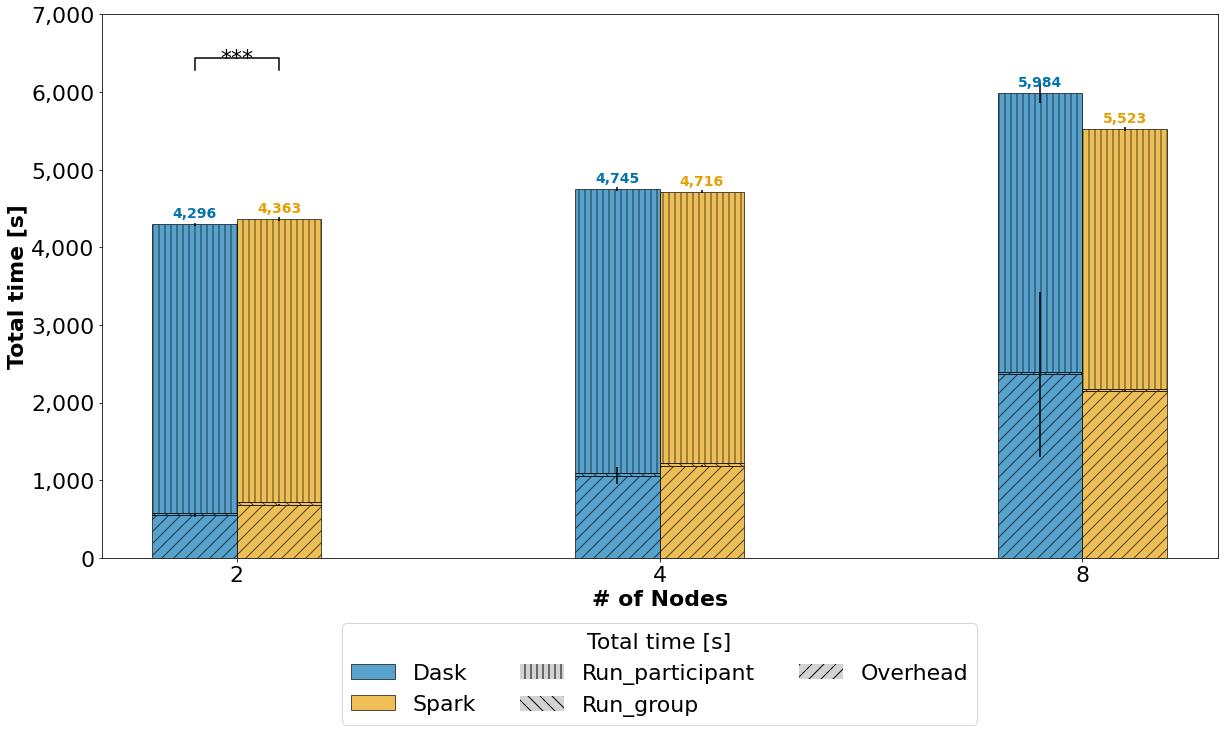 7,000
6,000
5,000
4,000
3,000
2,000
1,000
0
Total time [s]
***
4,296
4,363
4,745
4,716
5,984
5,523
2
4
8
# of Nodes
Total time [s]
Dask
Spark
Run_participant
Run_group
Overhead